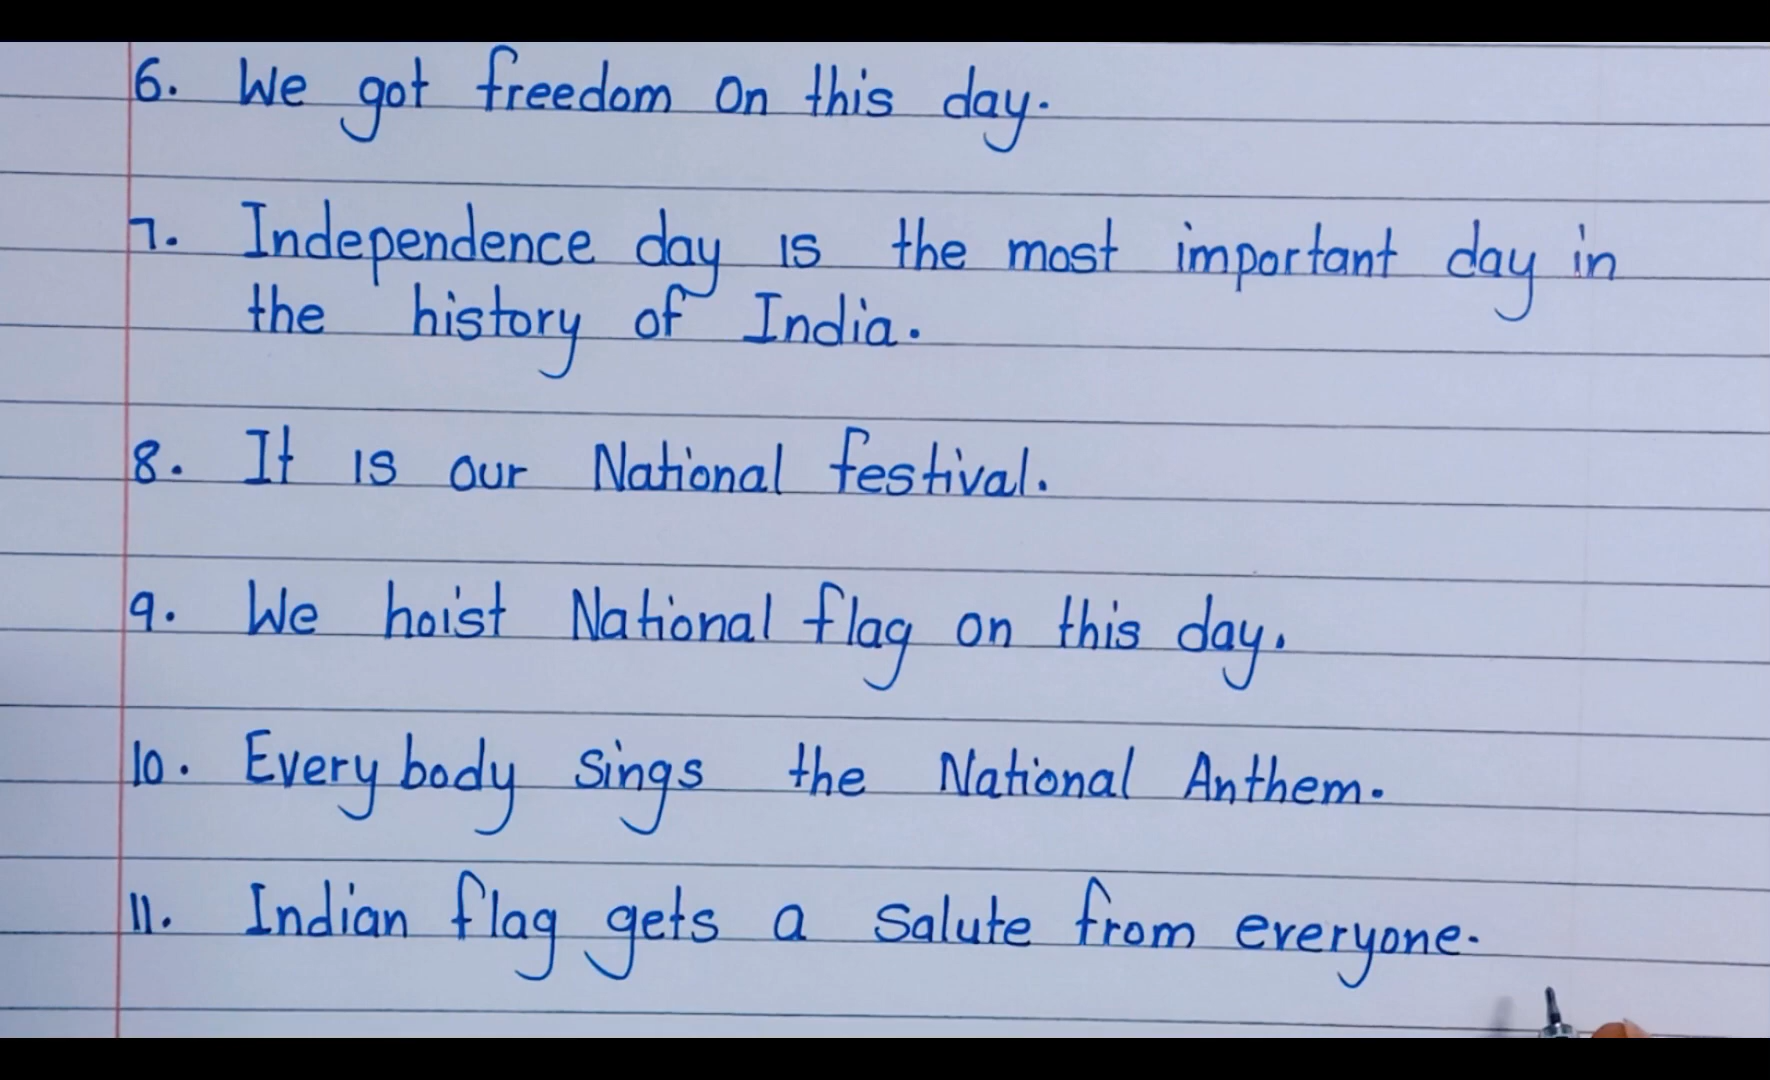 6. We got freedom on this day.
7. Independence day is the most important day in
the history of India.
8. It is our National festival.
9. We hoist National flag on this day.
10. Every body sings the National Anthem.
11. Indian flag gets a salute from everyone.